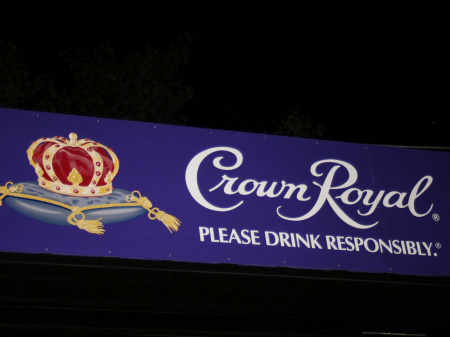 Crown Royal®
PLEASE DRINK RESPONSIBLY.®